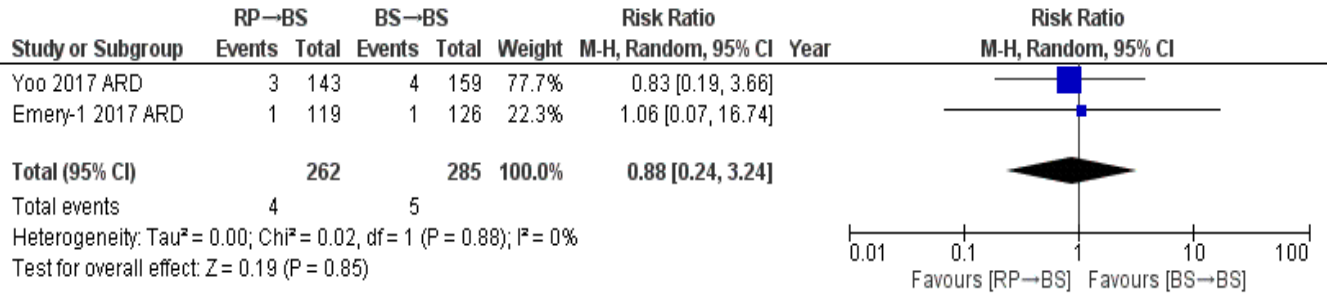 RP→BS BS→BS Risk Ratio Risk Ratio
Study or Subgroup Events Total Events Total Weight M-H, Random, 95% CI Year M-H, Random, 95% CI
Yoo 2017 ARD 3 143 4 159 77.7% 0.83 [0.19, 3.66]
Emery-1 2017 ARD 1 119 1 126 22.3% 1.06 [0.07, 16.74]
Total (95% CI) 262 285 100.0% 0.88 [0.24, 3.24]
Total events 4 5
Heterogeneity: Tau² = 0.00; Chi² = 0.02, df = 1 (P = 0.88); I² = 0%
Test for overall effect: Z = 0.19 (P = 0.85)
0.01 0.1 1 10 100
Favours [RP→BS] Favours [BS→BS]